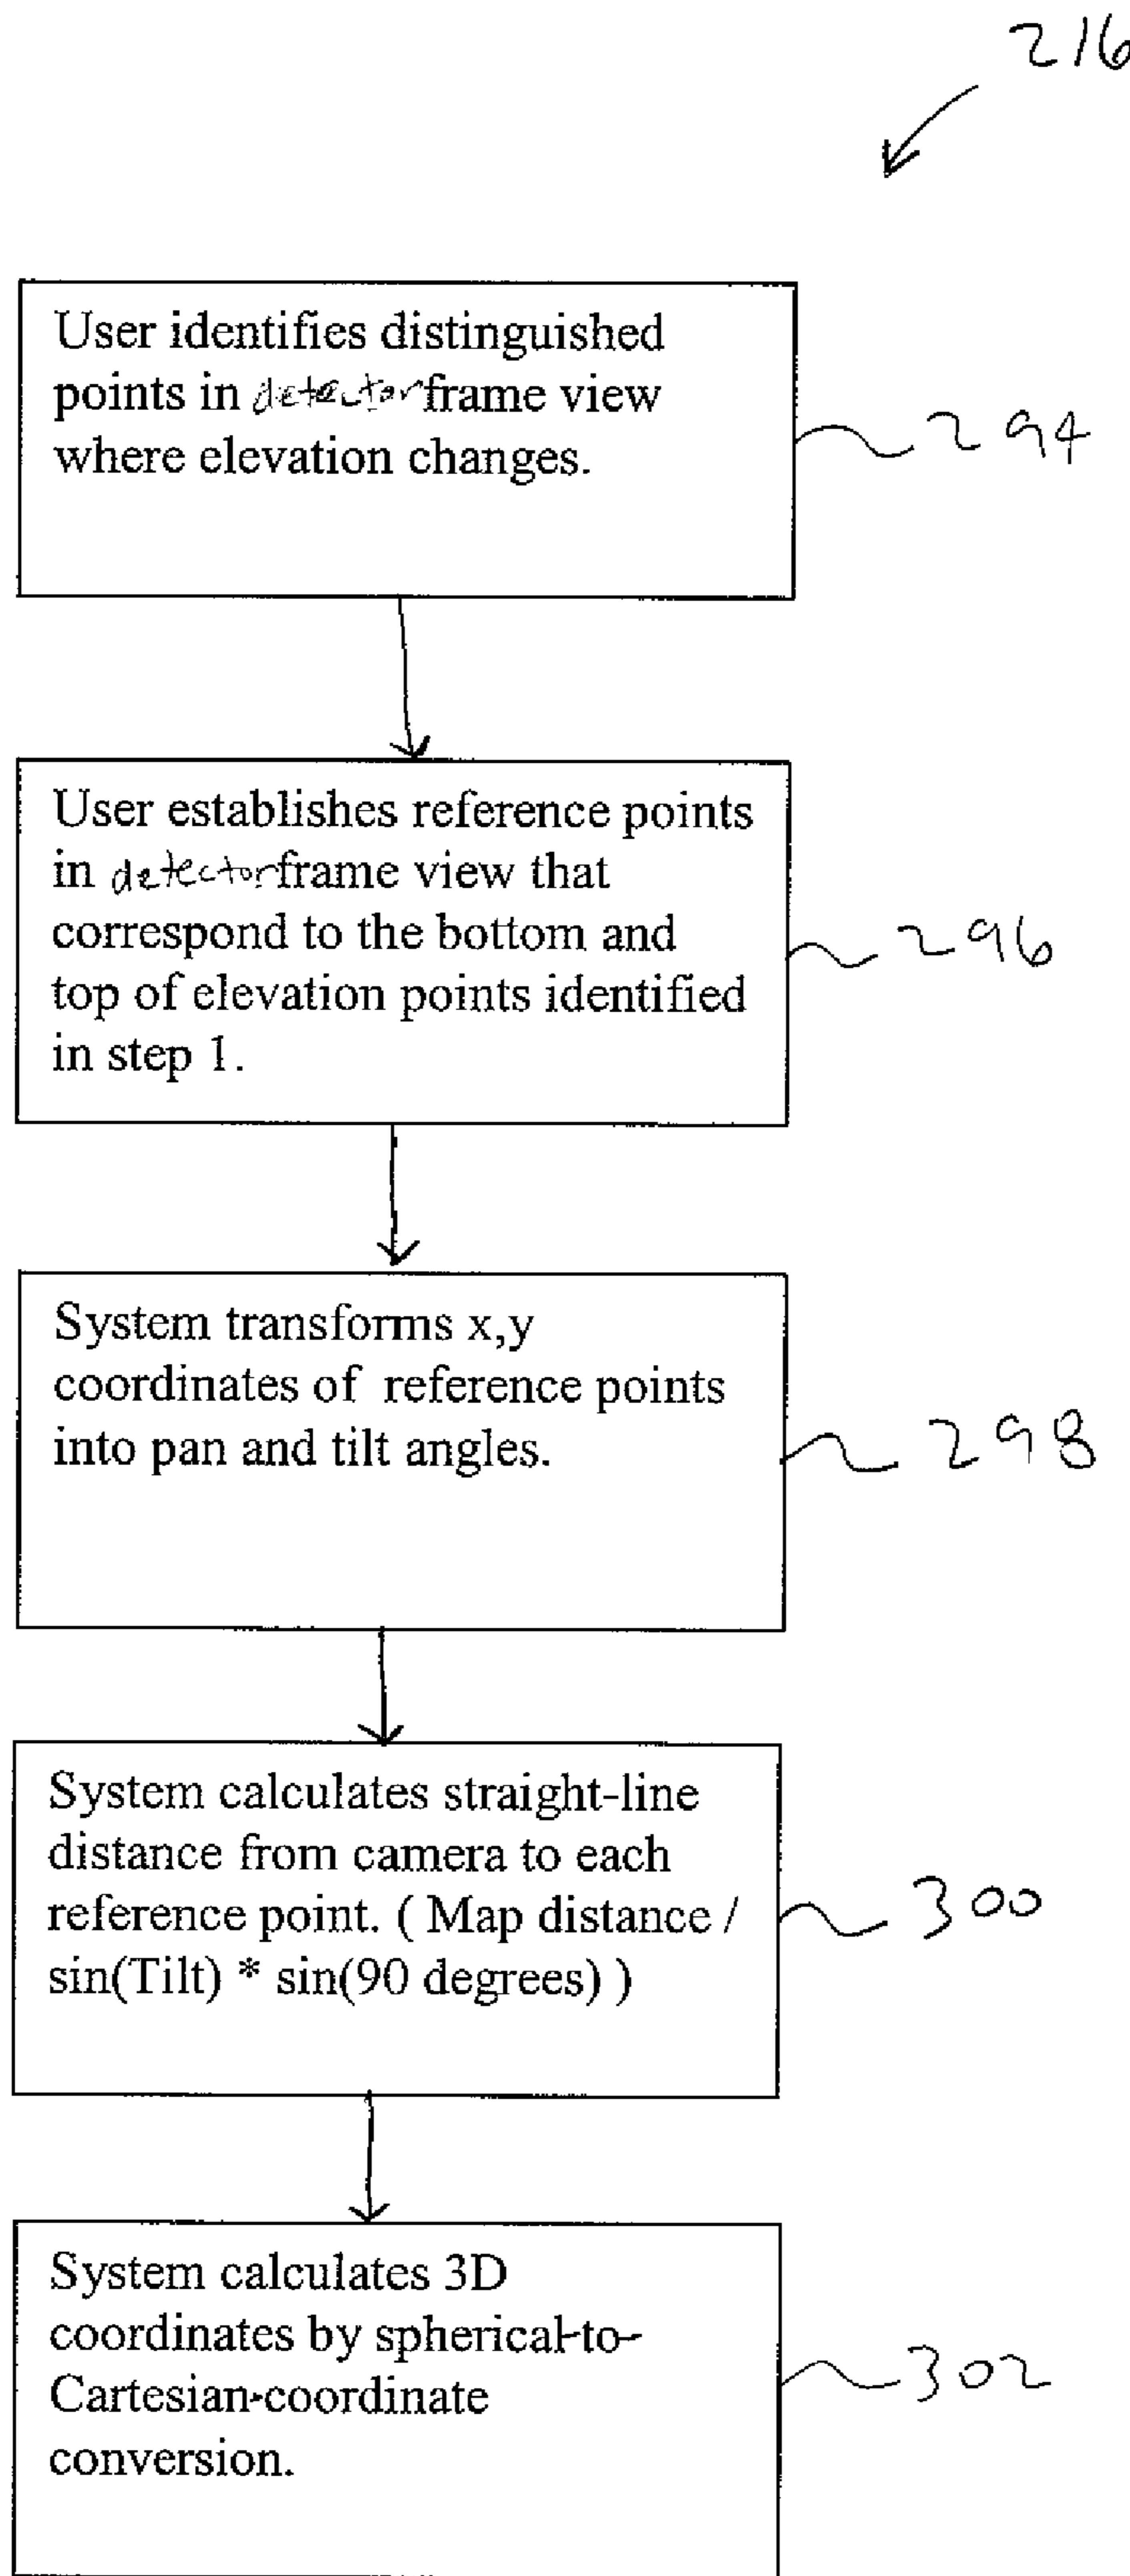 216
User identifies distinguished
points in detector frame view
where elevation changes.
294
User establishes reference points
in detector frame view that
correspond to the bottom and
top of elevation points identified
in step 1.
296
System transforms x,y
coordinates of reference points
into pan and tilt angles.
298
System calculates straight-line
distance from camera to each
reference point. ( Map distance /
sin(Tilt) * sin(90 degrees) )
300
System calculates 3D
coordinates by spherical-to-
Cartesian-coordinate
conversion.
302